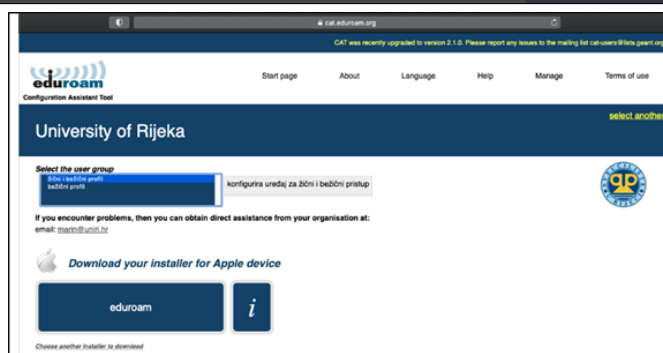 cat.eduroam.org
CAT was recently upgraded to version 2.1.0. Please report any issues to the mailing list cat-users@lists.geant.org
eduroam
Configuration Assistant Tool
Start page About Language Help Manage Terms of use
University of Rijeka
select another
Select the user group
žični i bežični profil
bežični profil
konfigurira uređaj za žični i bežični pristup
If you encounter problems, then you can obtain direct assistance from your organisation at:
email: marin@uniri.hr
Download your installer for Apple device
eduroam
i
Choose another installer to download